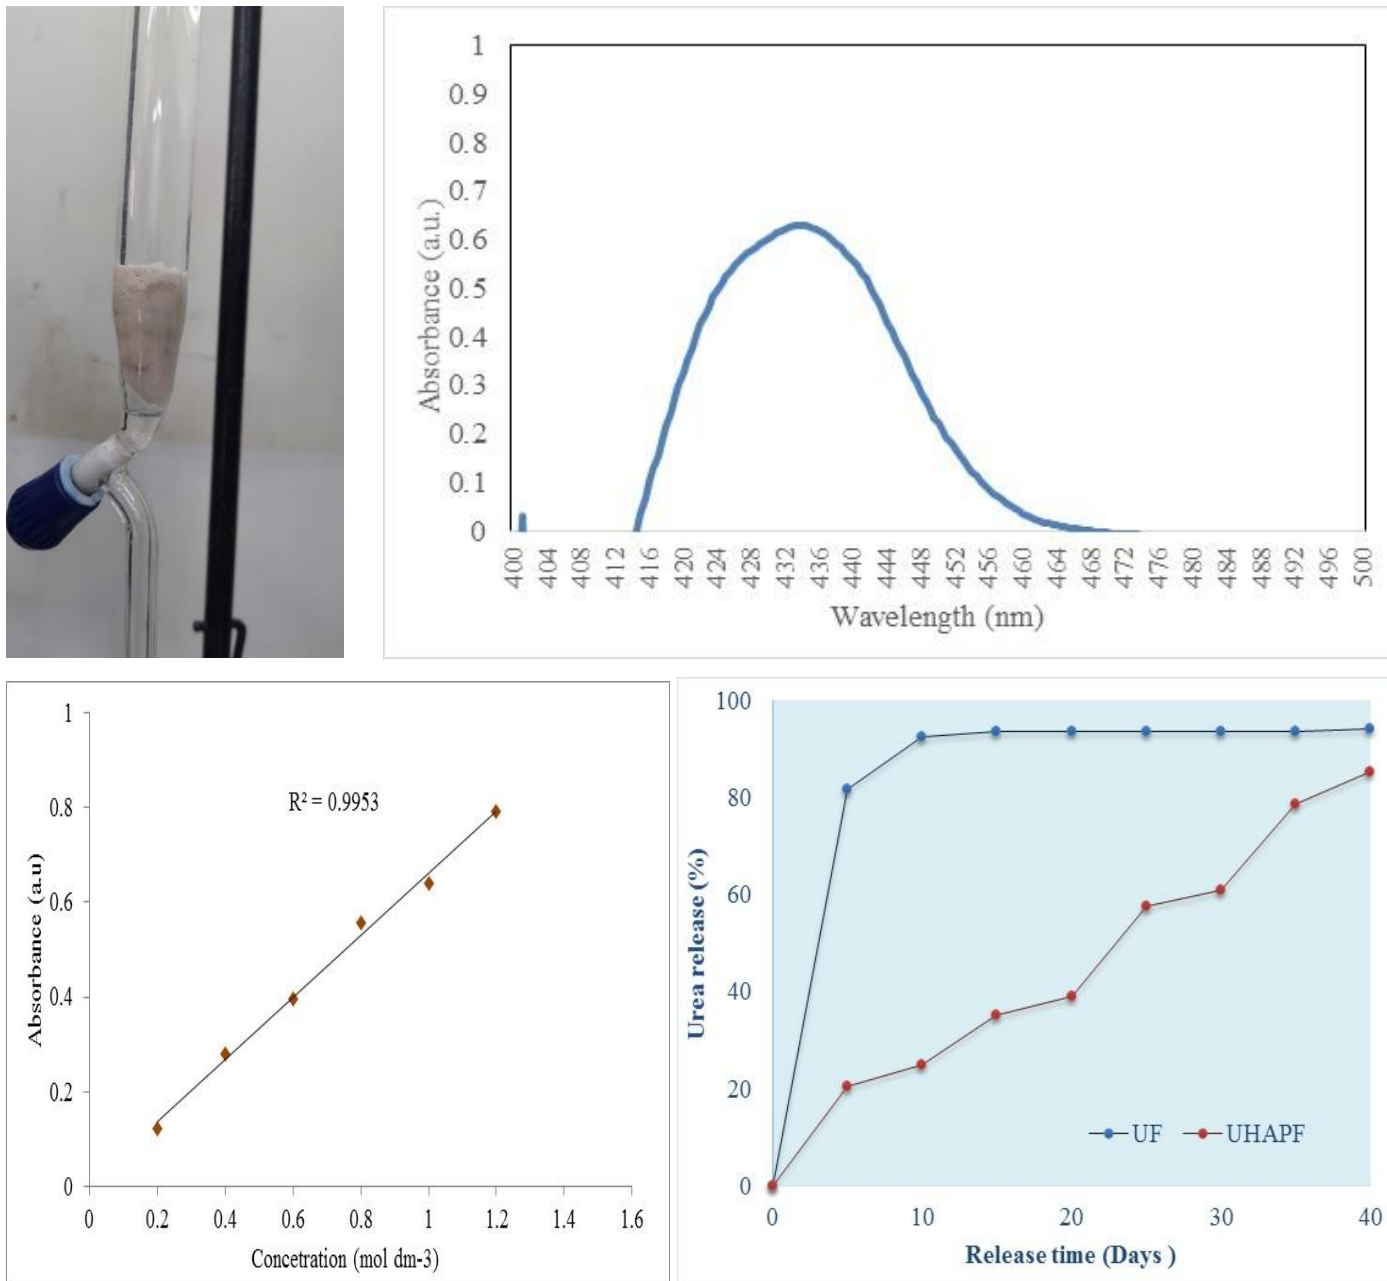 1
0.9
0.8
0.7
0.6
0.5
0.4
0.3
0.2
0.1
0
Absorbance (a.u.)
400 404 408 412 416 420 424 428 432 436 440 444 448 452 456 460 464 468 472 476 480 484 488 492 496 500
Wavelength (nm)
1
0.8
0.6
0.4
0.2
0
Absorbance (a.u)
R² = 0.9953
0 0.2 0.4 0.6 0.8 1 1.2 1.4 1.6
Concetration (mol dm-3)
100
80
60
40
20
0
Urea release (%)
UF UHAPF
0 10 20 30 40
Release time (Days )